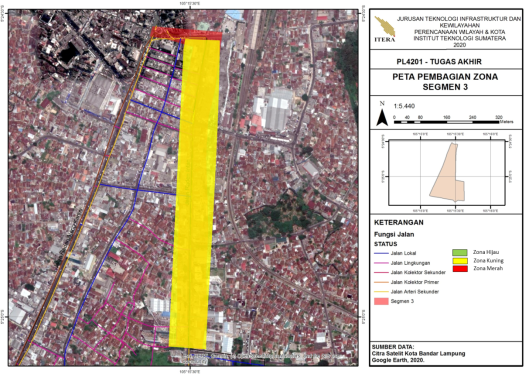 JURUSAN TEKNOLOGI INFRASTRUKTUR DAN
KEWILAYAHAN
PERENCANAAN WILAYAH & KOTA
INSTITUT TEKNOLOGI SUMATERA
2020
ITERA
PL4201 - TUGAS AKHIR
PETA PEMBAGIAN ZONA
SEGMEN 3
N
1:5.440
0 40 80 160 240 320
Meters
KETERANGAN
Fungsi Jalan
STATUS
Jalan Lokal
Jalan Lingkungan
Jalan Kolektor Sekunder
Jalan Kolektor Primer
Jalan Arteri Sekunder
Segmen 3
Zona Hijau
Zona Kuning
Zona Merah
SUMBER DATA:
Citra Satelit Kota Bandar Lampung
Google Earth, 2020.